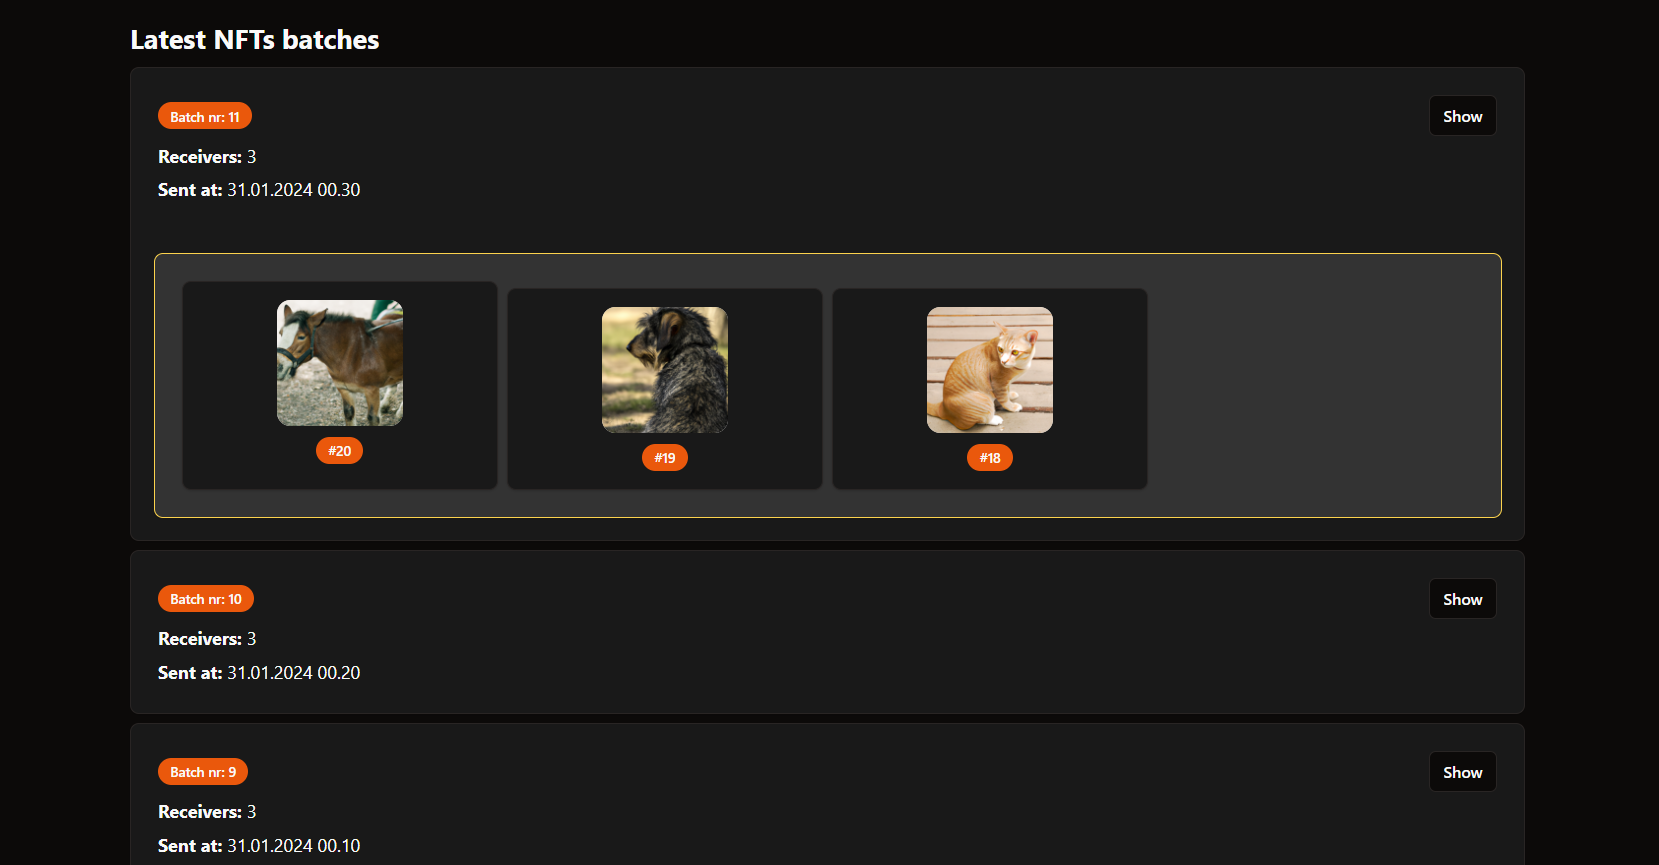 Latest NFTs batches
Batch nr: 11
Show
Receivers: 3
Sent at: 31.01.2024 00.30
#20
#19
#18
Batch nr: 10
Show
Receivers: 3
Sent at: 31.01.2024 00.20
Batch nr: 9
Show
Receivers: 3
Sent at: 31.01.2024 00.10